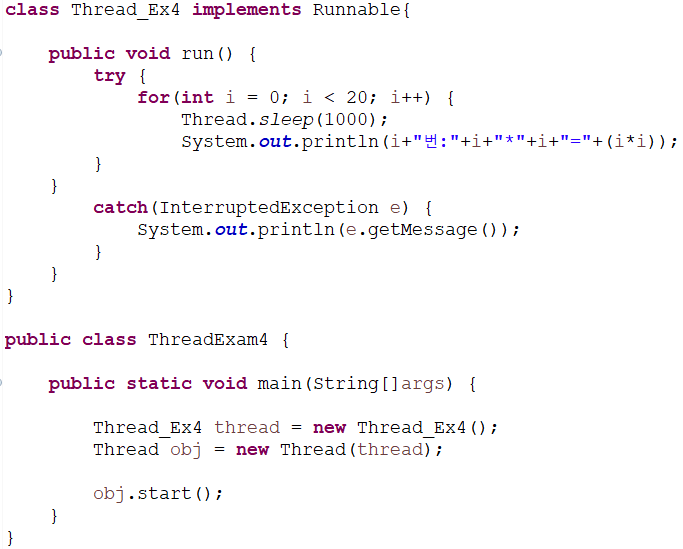 class Thread_Ex4 implements Runnable{
public void run() {
try {
for(int i = 0; i < 20; i++) {
Thread.sleep(1000);
System.out.println(i+"번:"+i+"*"+i+"="+(i*i));
}
}
catch(InterruptedException e) {
System.out.println(e.getMessage());
}
}
}
public class ThreadExam4 {
public static void main(String[]args) {
Thread_Ex4 thread = new Thread_Ex4();
Thread obj = new Thread(thread);
obj.start();
}
}